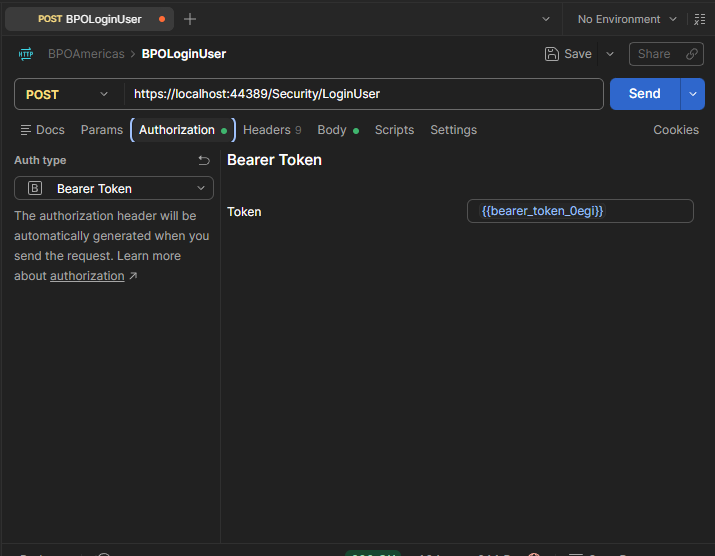 POST BPOLoginUser
No Environment
HTTP BPOAmericas > BPOLoginUser
Save
Share
POST
https://localhost:44389/Security/LoginUser
Send
Docs
Params
Authorization
Headers 9
Body
Scripts
Settings
Cookies
Auth type
B Bearer Token
The authorization header will be
automatically generated when you
send the request. Learn more
about authorization ↗
Bearer Token
Token
{{bearer_token_0egi}}